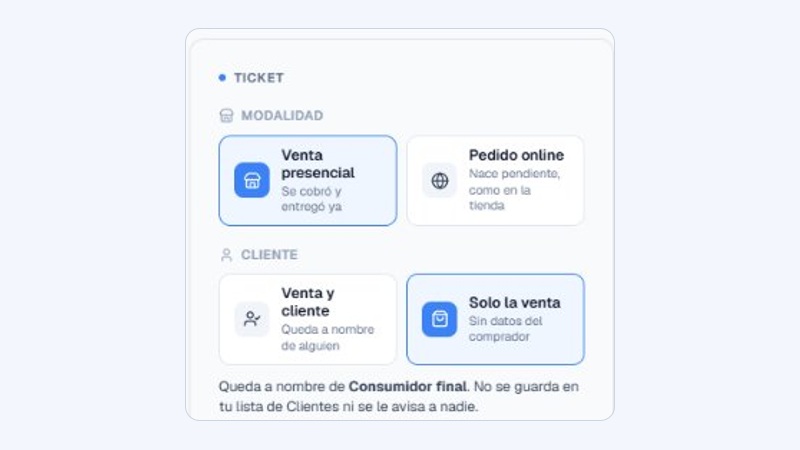 TICKET
MODALIDAD
Venta
presencial
Se cobró y
entregó ya
Pedido online
Nace pendiente,
como en la
tienda
CLIENTE
Venta y
cliente
Queda a nombre
de alguien
Solo la venta
Sin datos del
comprador
Queda a nombre de Consumidor final. No se guarda en
tu lista de Clientes ni se le avisa a nadie.